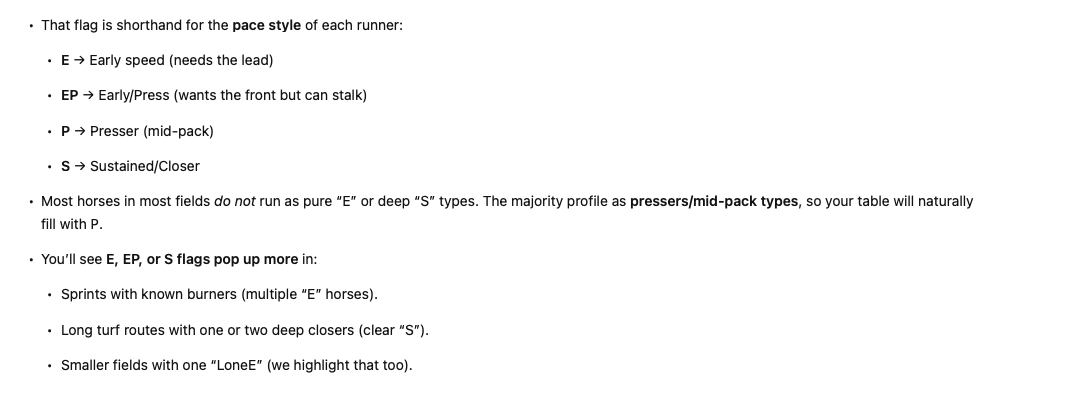 • That flag is shorthand for the pace style of each runner:
• E → Early speed (needs the lead)
• EP → Early/Press (wants the front but can stalk)
• P → Presser (mid-pack)
• S → Sustained/Closer
• Most horses in most fields do not run as pure “E” or deep “S” types. The majority profile as pressers/mid-pack types, so your table will naturally
fill with P.
• You’ll see E, EP, or S flags pop up more in:
• Sprints with known burners (multiple “E” horses).
• Long turf routes with one or two deep closers (clear “S”).
• Smaller fields with one “LoneE” (we highlight that too).